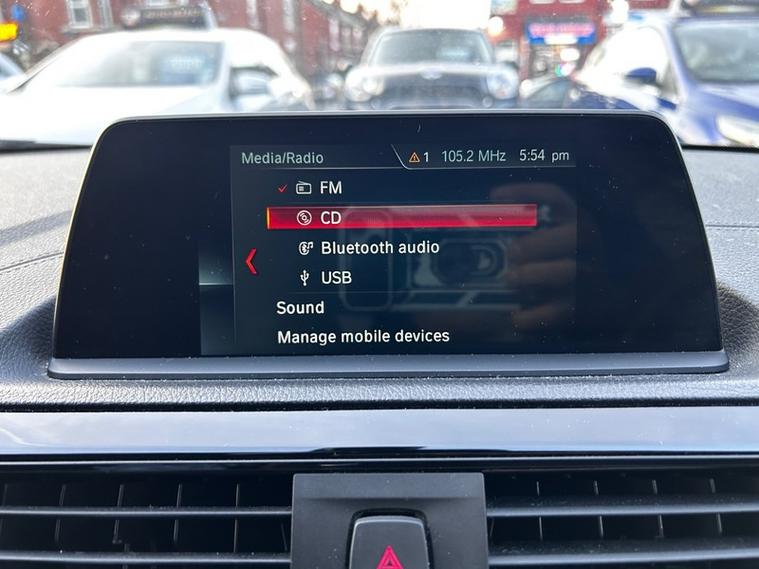 Media/Radio 1 105.2 MHz 5:54 pm
FM
CD
Bluetooth audio
USB
Sound
Manage mobile devices